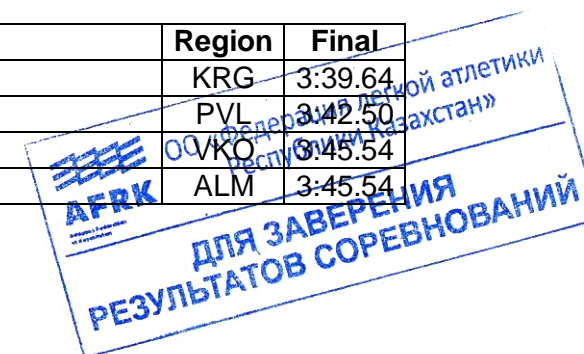 Region Final
KRG 3:39.64
PVL 3:42.50
VKO 3:45.54
ALM 3:45.54
ОО «Федерация легкой атлетики
Республики Казахстан»
AFRK
ДЛЯ ЗАВЕРЕНИЯ
РЕЗУЛЬТАТОВ СОРЕВНОВАНИЙ